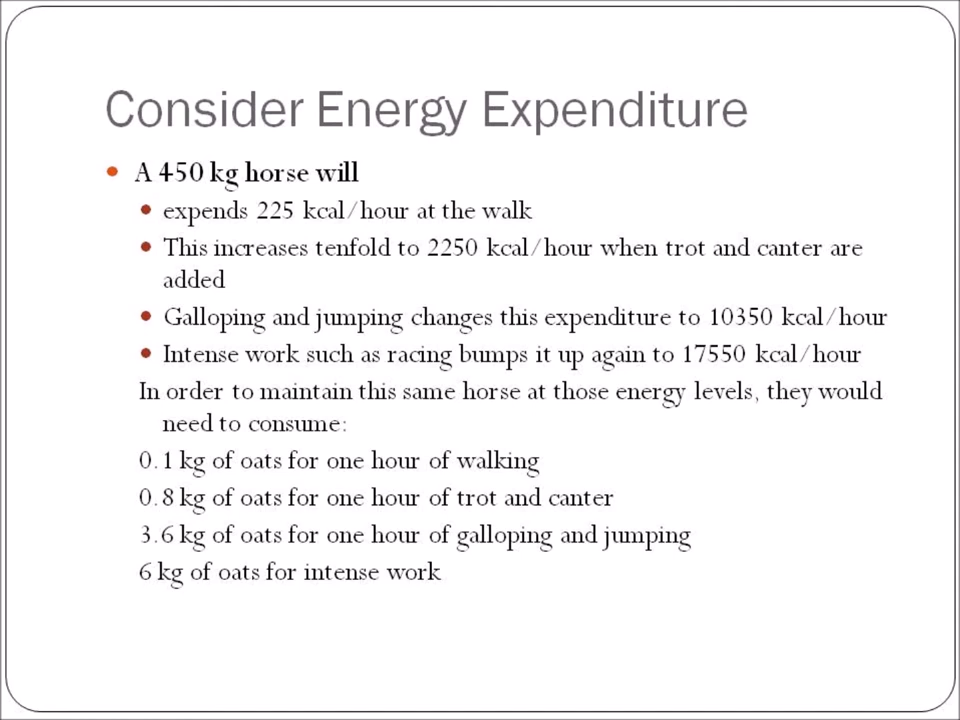 Consider Energy Expenditure
• A 450 kg horse will
• expends 225 kcal/hour at the walk
• This increases tenfold to 2250 kcal/hour when trot and canter are
added
• Galloping and jumping changes this expenditure to 10350 kcal/hour
• Intense work such as racing bumps it up again to 17550 kcal/hour
In order to maintain this same horse at those energy levels, they would
need to consume:
0.1 kg of oats for one hour of walking
0.8 kg of oats for one hour of trot and canter
3.6 kg of oats for one hour of galloping and jumping
6 kg of oats for intense work